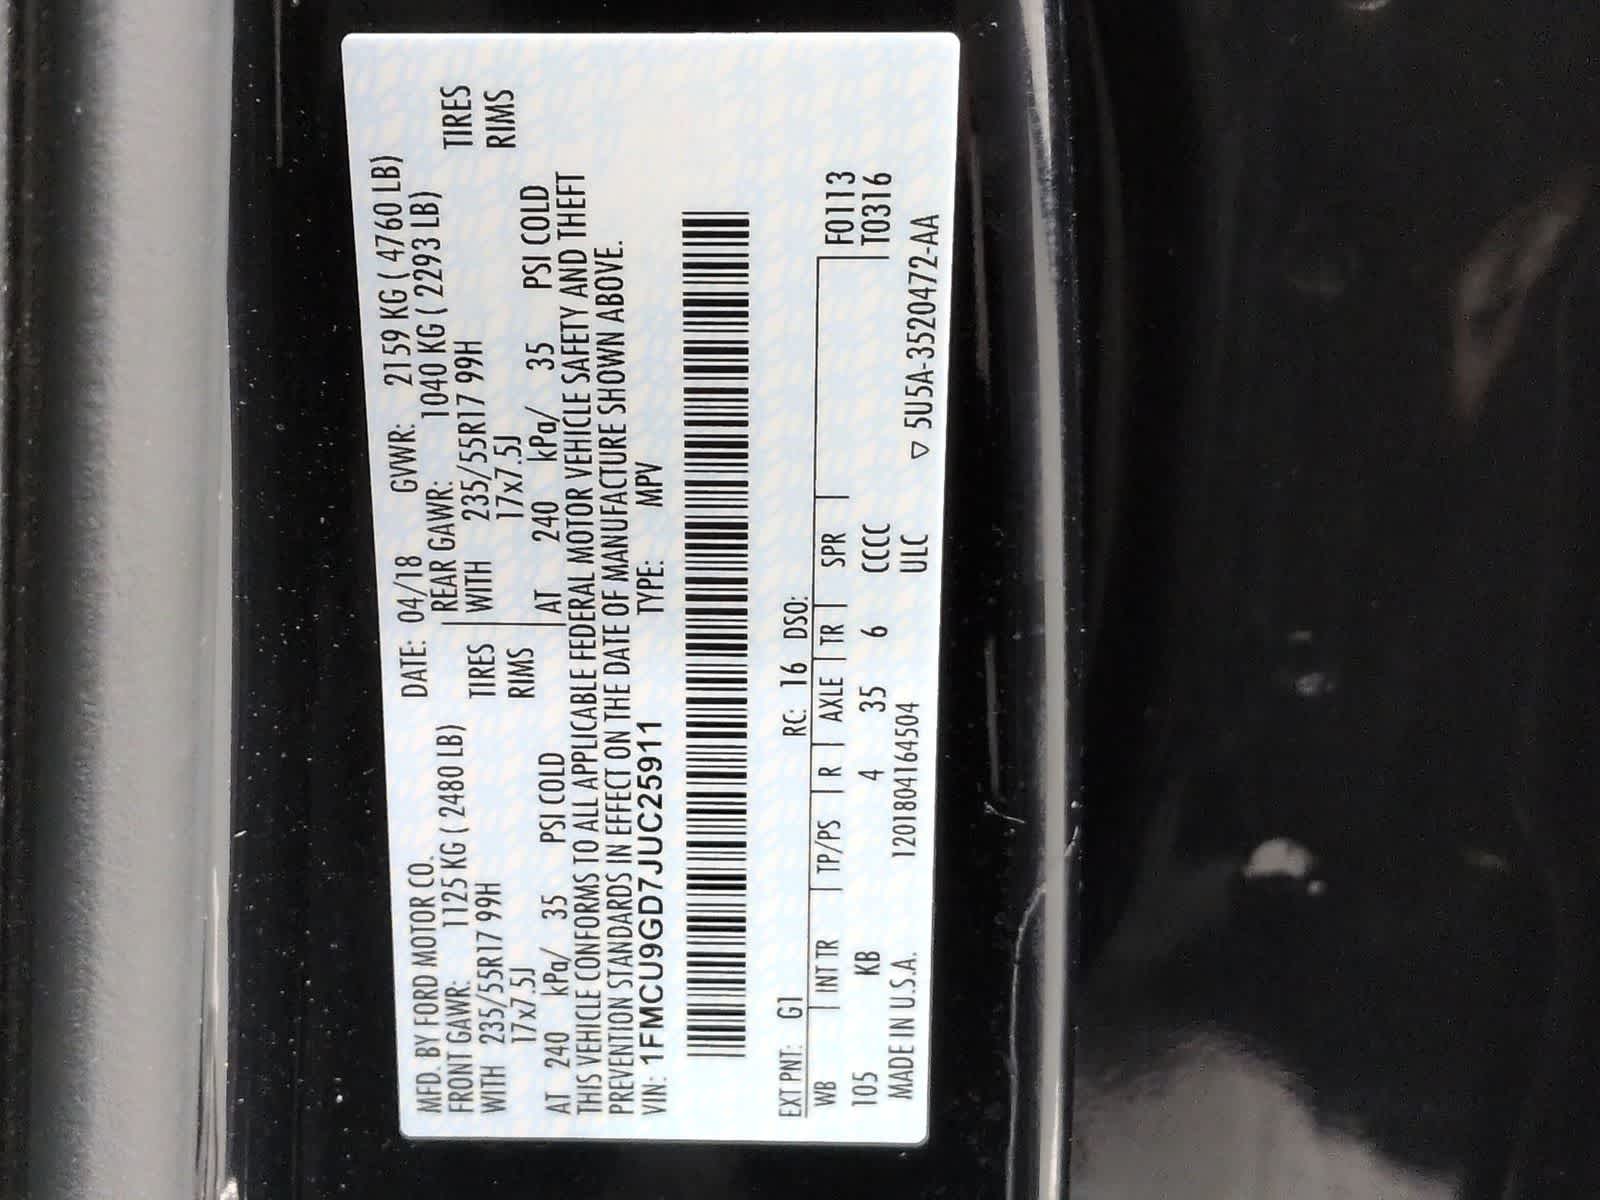 MFD. BY FORD MOTOR CO. DATE: 04/18 GVWR: 2159 KG ( 4760 LB)
FRONT GAWR: 1125 KG ( 2480 LB) REAR GAWR: 1040 KG ( 2293 LB)
WITH 235/55R17 99H TIRES WITH 235/55R17 99H TIRES
17x7.5J RIMS 17x7.5J RIMS
AT 240 kPa/ 35 PSI COLD AT 240 kPa/ 35 PSI COLD
THIS VEHICLE CONFORMS TO ALL APPLICABLE FEDERAL MOTOR VEHICLE SAFETY AND THEFT
PREVENTION STANDARDS IN EFFECT ON THE DATE OF MANUFACTURE SHOWN ABOVE.
VIN: 1FMCU9GD7JUC25911 TYPE: MPV
EXT PNT: G1 RC: 16 DSO:
WB INT TR TP/PS R AXLE TR SPR F0113
105 KB 4 35 6 CCCC T0316
MADE IN U.S.A. 1201804164504 ULC
▽ 5U5A-3520472-AA